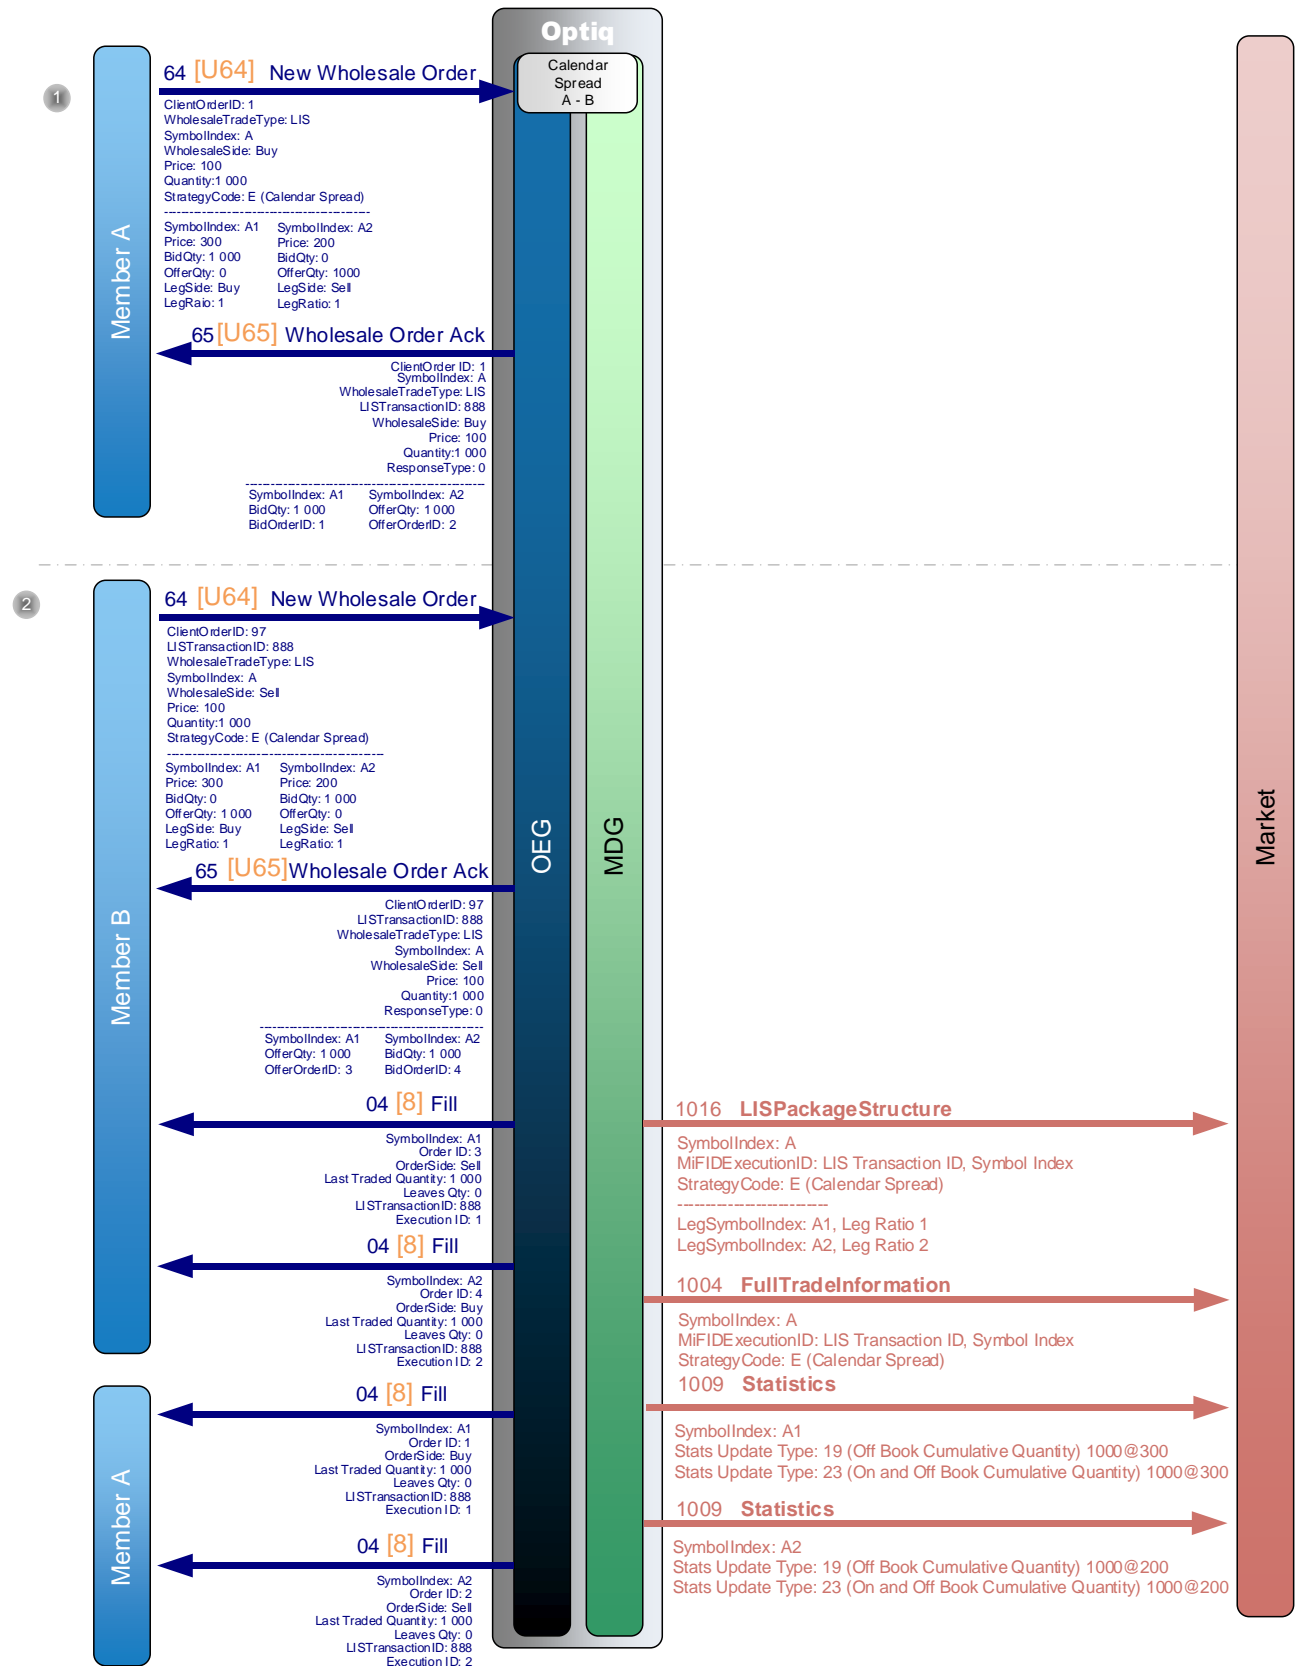 Optiq
Calendar
Spread
A - B
1
64 [U64] New Wholesale Order
ClientOrderID: 1
WholesaleTradeType: LIS
SymbolIndex: A
WholesaleSide: Buy
Price: 100
Quantity:1 000
StrategyCode: E (Calendar Spread)
--------------------------------------------------
SymbolIndex: A1 SymbolIndex: A2
Price: 300 Price: 200
BidQty: 1 000 BidQty: 0
OfferQty: 0 OfferQty: 1000
LegSide: Buy LegSide: Sell
LegRaio: 1 LegRatio: 1
Member A
65 [U65] Wholesale Order Ack
ClientOrder ID: 1
SymbolIndex: A
WholesaleTradeType: LIS
LISTransactionID: 888
WholesaleSide: Buy
Price: 100
Quantity:1 000
ResponseType: 0
--------------------------------------------------
SymbolIndex: A1 SymbolIndex: A2
BidQty: 1 000 OfferQty: 1 000
BidOrderID: 1 OfferOrderID: 2
2
64 [U64] New Wholesale Order
ClientOrderID: 97
LISTransactionID: 888
WholesaleTradeType: LIS
SymbolIndex: A
WholesaleSide: Sell
Price: 100
Quantity:1 000
StrategyCode: E (Calendar Spread)
--------------------------------------------------
SymbolIndex: A1 SymbolIndex: A2
Price: 300 Price: 200
BidQty: 0 BidQty: 1 000
OfferQty: 1 000 OfferQty: 0
LegSide: Buy LegSide: Sell
LegRatio: 1 LegRatio: 1
OEG
MDG
Market
65 [U65] Wholesale Order Ack
Member B
ClientOrderID: 97
LISTransactionID: 888
WholesaleTradeType: LIS
SymbolIndex: A
WholesaleSide: Sell
Price: 100
Quantity:1 000
ResponseType: 0
--------------------------------------------------
SymbolIndex: A1 SymbolIndex: A2
OfferQty: 1 000 BidQty: 1 000
OfferOrderID: 3 BidOrderID: 4
04 [8] Fill
SymbolIndex: A1
Order ID: 3
OrderSide: Sell
Last Traded Quantity: 1 000
Leaves Qty: 0
LISTransactionID: 888
Execution ID: 1
04 [8] Fill
SymbolIndex: A2
Order ID: 4
OrderSide: Buy
Last Traded Quantity: 1 000
Leaves Qty: 0
LISTransactionID: 888
Execution ID: 2
1016 LISPackageStructure
SymbolIndex: A
MiFIDExecutionID: LIS Transaction ID, Symbol Index
StrategyCode: E (Calendar Spread)
---------------------------
LegSymbolIndex: A1, Leg Ratio 1
LegSymbolIndex: A2, Leg Ratio 2
1004 FullTradeInformation
SymbolIndex: A
MiFIDExecutionID: LIS Transaction ID, Symbol Index
StrategyCode: E (Calendar Spread)
Member A
04 [8] Fill
SymbolIndex: A1
Order ID: 1
OrderSide: Buy
Last Traded Quantity: 1 000
Leaves Qty: 0
LISTransactionID: 888
Execution ID: 1
04 [8] Fill
SymbolIndex: A2
Order ID: 2
OrderSide: Sell
Last Traded Quantity: 1 000
Leaves Qty: 0
LISTransactionID: 888
Execution ID: 2
1009 Statistics
SymbolIndex: A1
Stats Update Type: 19 (Off Book Cumulative Quantity) 1000@300
Stats Update Type: 23 (On and Off Book Cumulative Quantity) 1000@300
1009 Statistics
SymbolIndex: A2
Stats Update Type: 19 (Off Book Cumulative Quantity) 1000@200
Stats Update Type: 23 (On and Off Book Cumulative Quantity) 1000@200